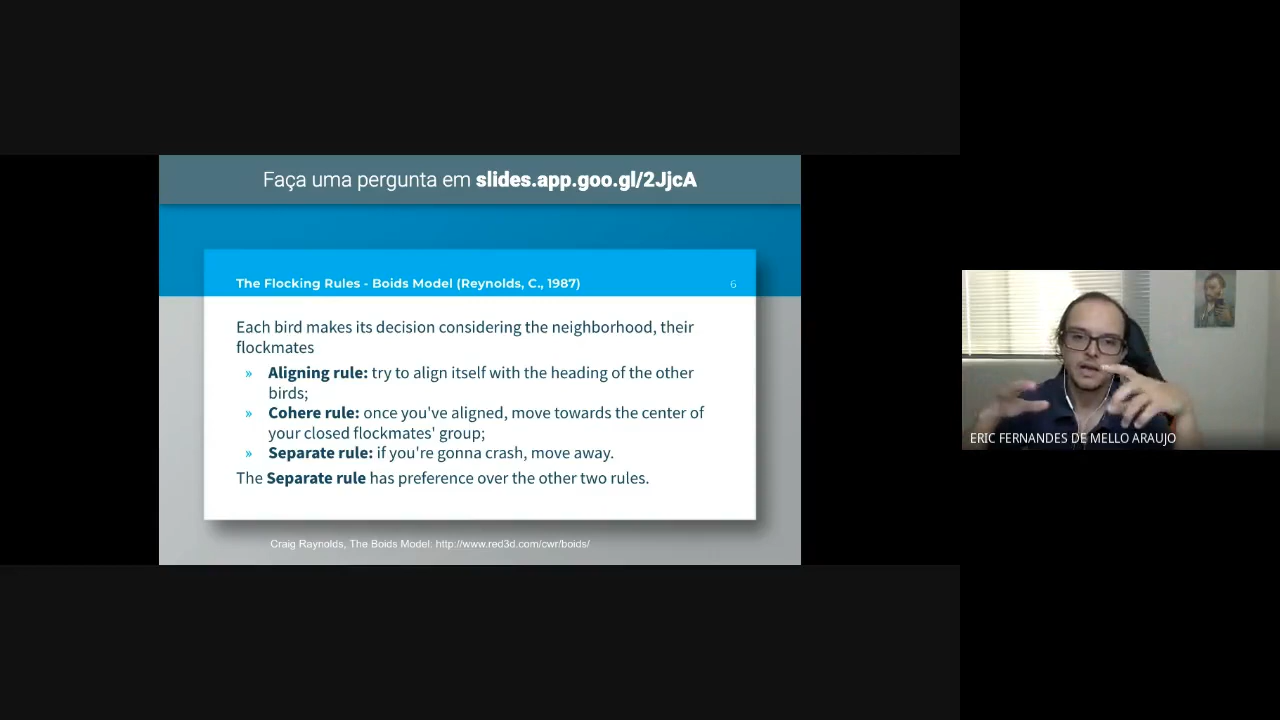 Faça uma pergunta em slides.app.goo.gl/2JjcA
The Flocking Rules - Boids Model (Reynolds, C., 1987)
6
Each bird makes its decision considering the neighborhood, their
flockmates
» Aligning rule: try to align itself with the heading of the other
birds;
» Cohere rule: once you've aligned, move towards the center of
your closed flockmates' group;
» Separate rule: if you're gonna crash, move away.
The Separate rule has preference over the other two rules.
Craig Raynolds, The Boids Model: http://www.red3d.com/cwr/boids/
ERIC FERNANDES DE MELLO ARAUJO